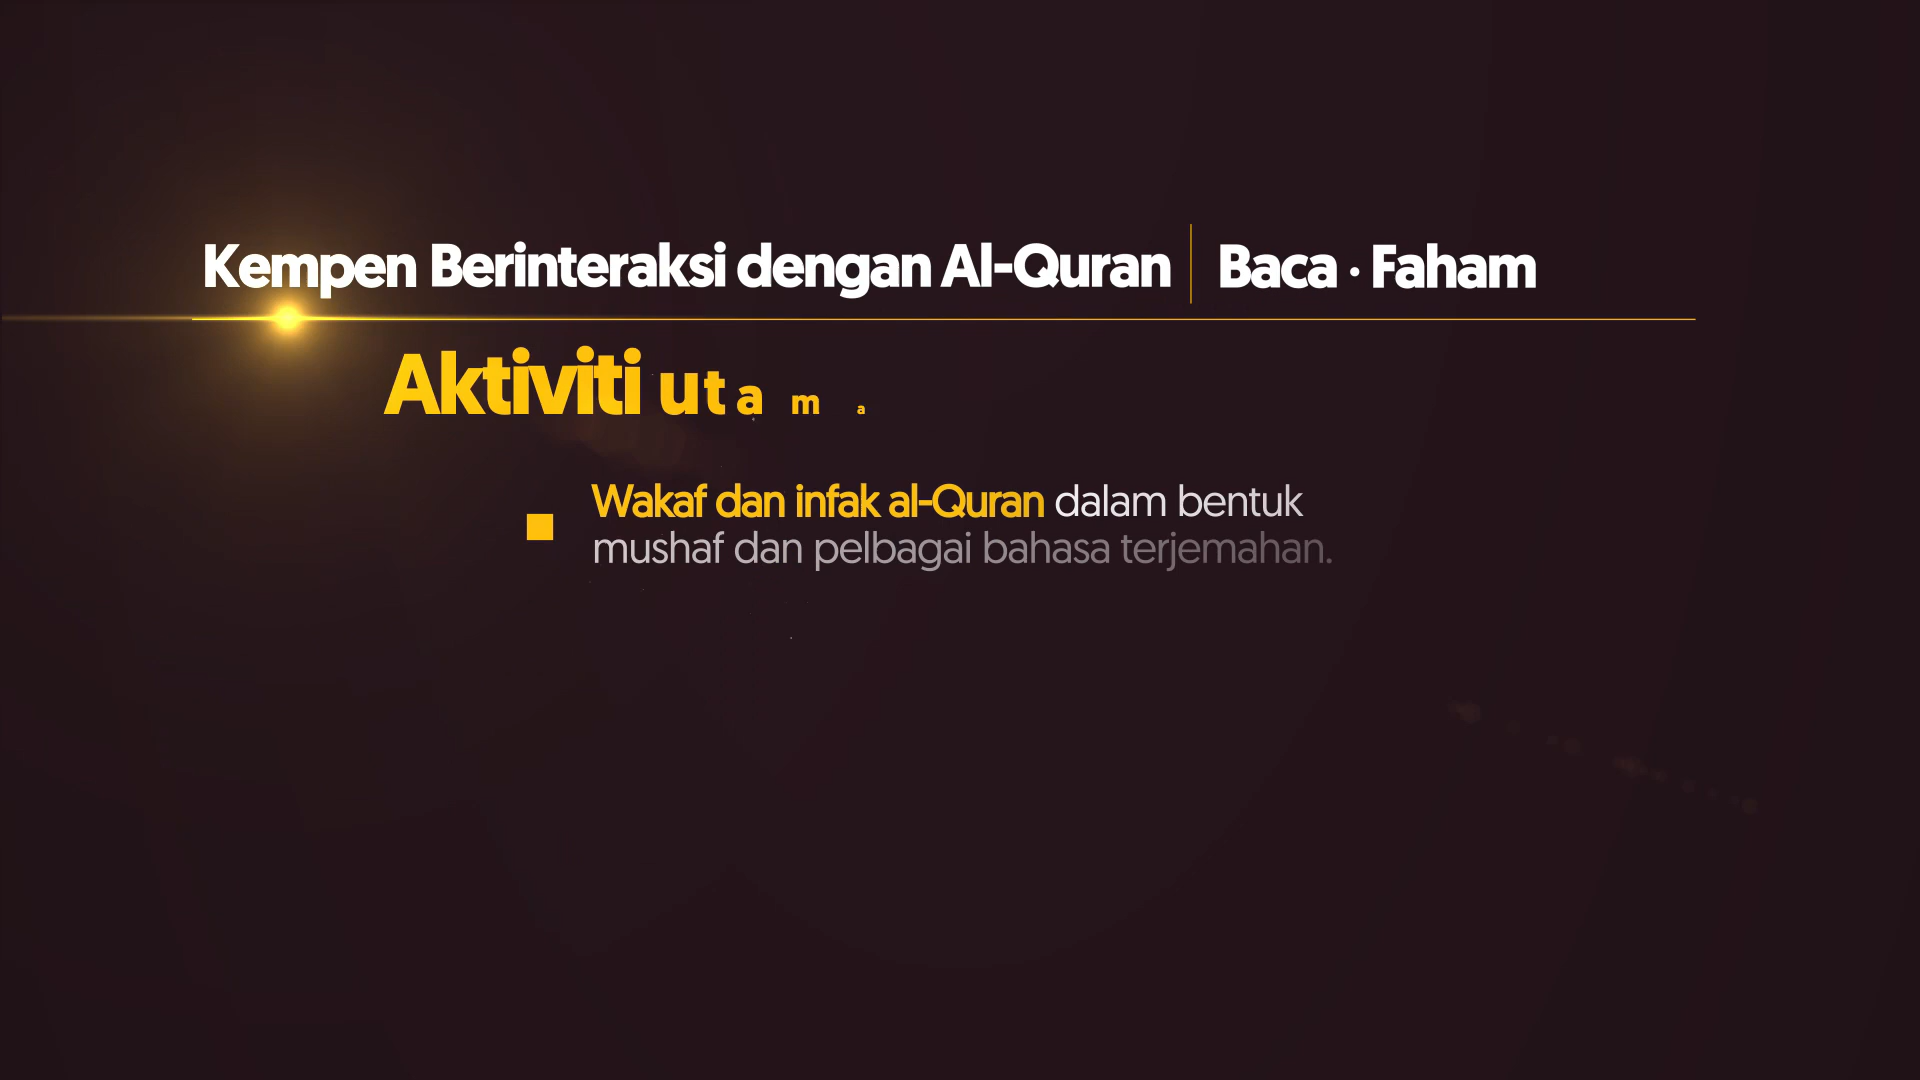 Kempen Berinteraksi dengan Al-Quran | Baca · Faham
Aktiviti utama
Wakaf dan infak al-Quran dalam bentuk
mushaf dan pelbagai bahasa terjemahan.